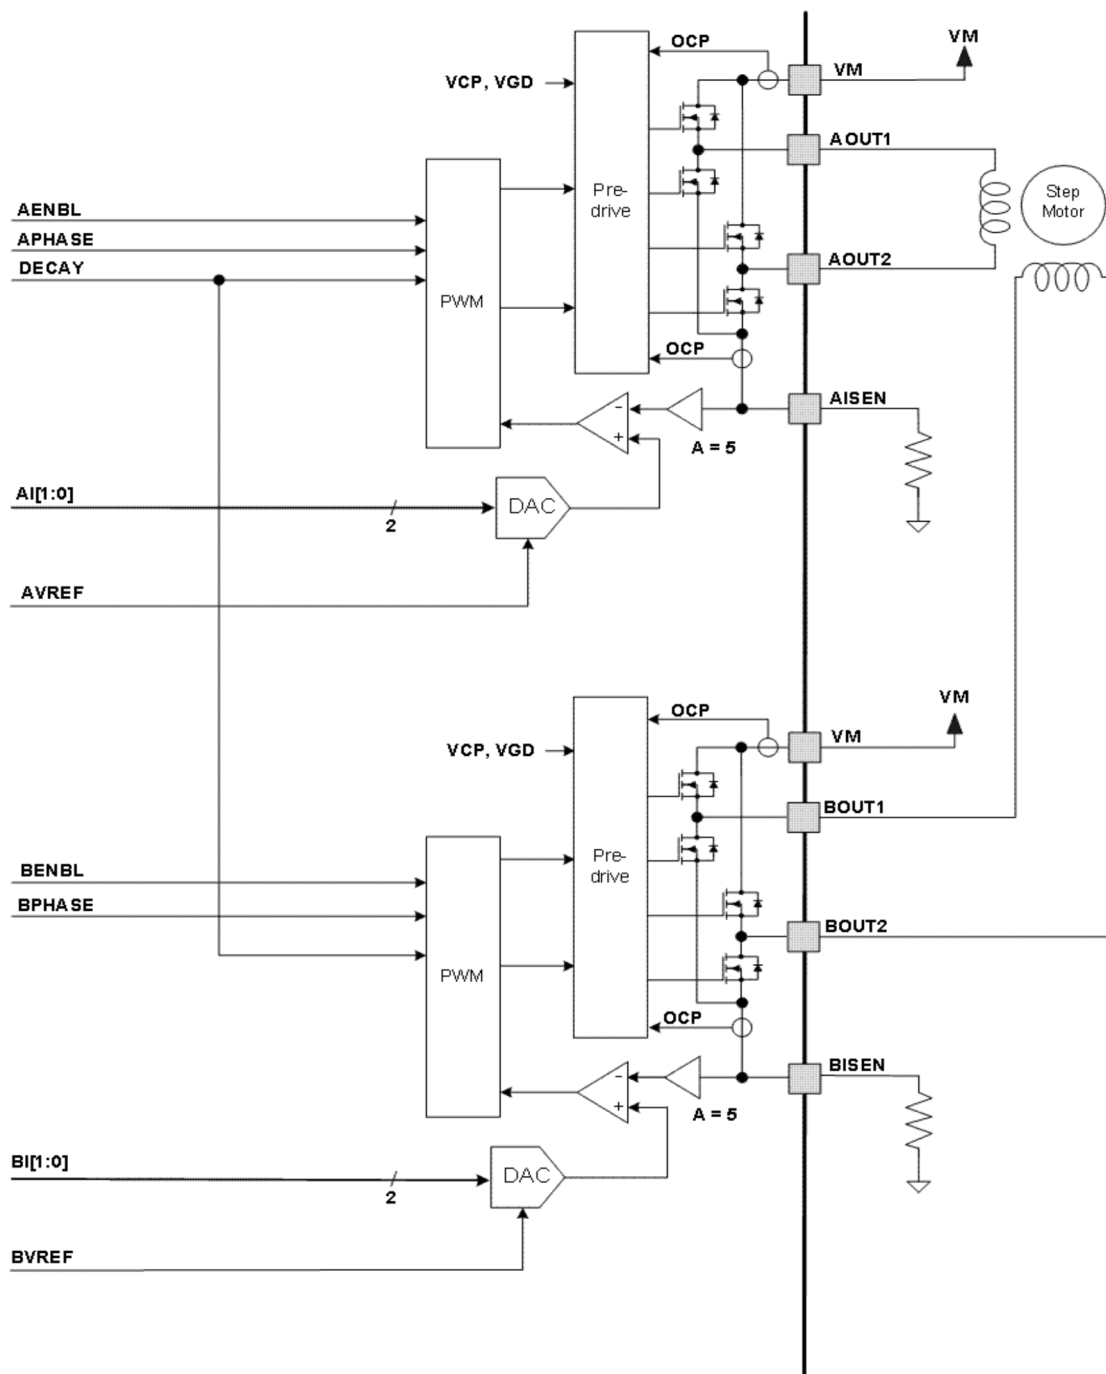 OCP
VM
VM
VCP, VGD
AOUT1
AENBL
APHASE
DECAY
PWM
Pre-
drive
Step
Motor
AOUT2
OCP
-
+
A = 5
AISEN
AI[1:0]
2
DAC
AVREF
OCP
VM
VM
VCP, VGD
BOUT1
BENBL
BPHASE
PWM
Pre-
drive
BOUT2
OCP
-
+
A = 5
BISEN
BI[1:0]
2
DAC
BVREF